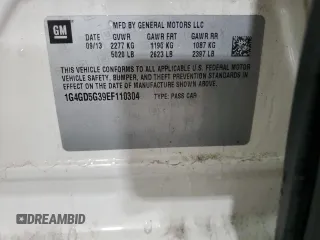 GM
MFD BY GENERAL MOTORS LLC
DATE GVWR GAWR FRT GAWR RR
09/13 2277 KG 1190 KG 1087 KG
5020 LB 2623 LB 2397 LB
THIS VEHICLE CONFORMS TO ALL APPLICABLE U.S. FEDERAL MOTOR
VEHICLE SAFETY, BUMPER, AND THEFT PREVENTION STANDARDS IN
EFFECT ON THE DATE OF MANUFACTURE SHOWN ABOVE.
1G4GD5G39EF110304 TYPE: PASS CAR
DREAMBID